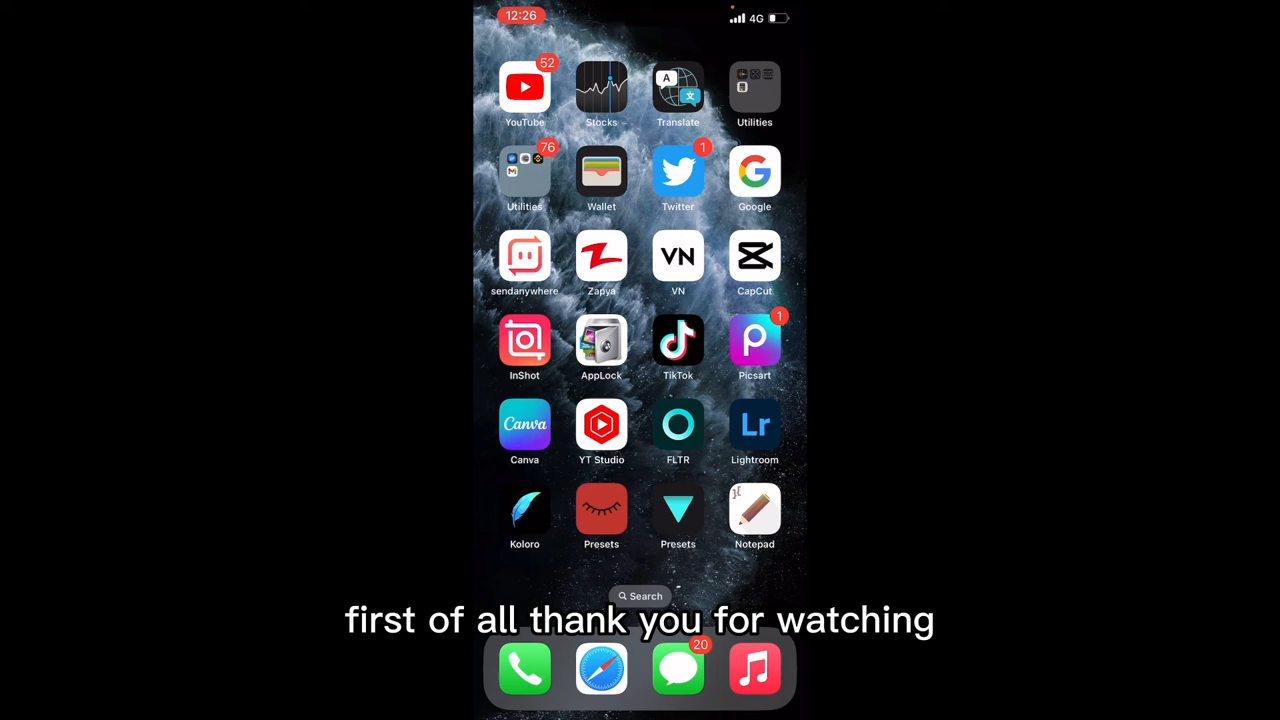 12:26
4G
52
YouTube
Stocks
A
文
Translate
Utilities
76
Utilities
Wallet
1
Twitter
G
Google
sendanywhere
Zapya
VN
VN
CapCut
InShot
AppLock
TikTok
1
P
Picsart
Canva
Canva
YT Studio
FLTR
Lr
Lightroom
Koloro
Presets
Presets
Notepad
Search
first of all thank you for watching
20